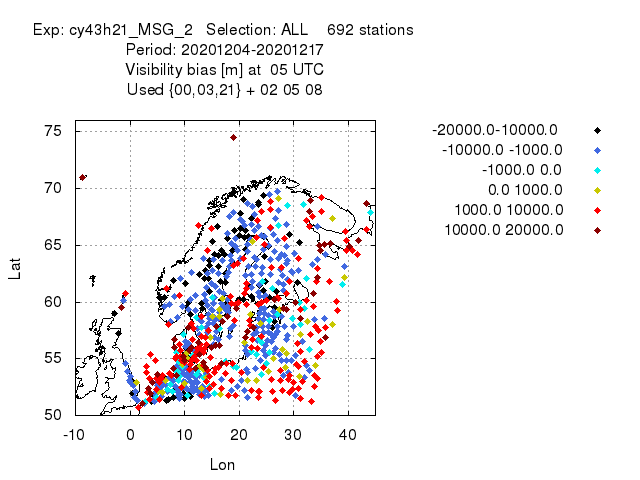 Exp: cy43h21_MSG_2 Selection: ALL 692 stations
Period: 20201204-20201217
Visibility bias [m] at 05 UTC
Used {00,03,21} + 02 05 08
-20000.0-10000.0
-10000.0 -1000.0
-1000.0 0.0
0.0 1000.0
1000.0 10000.0
10000.0 20000.0
75
70
65
60
55
50
Lat
-10 0 10 20 30 40
Lon